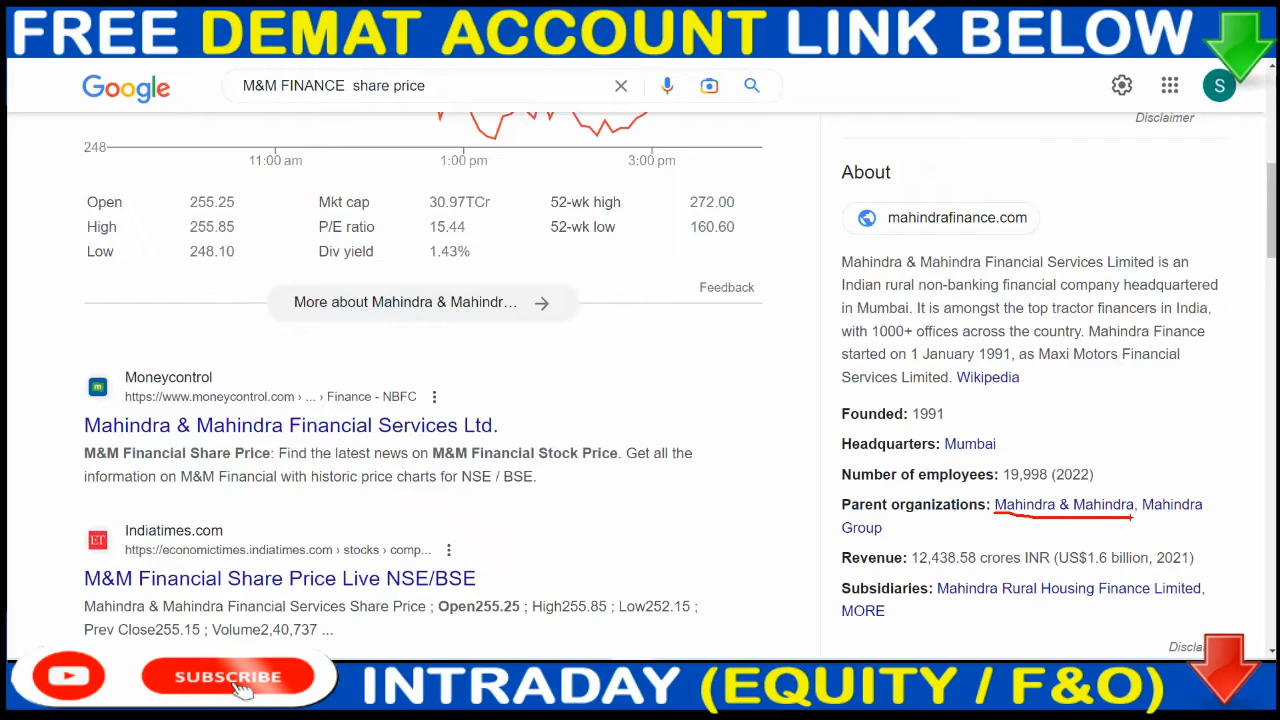 FREE DEMAT ACCOUNT LINK BELOW
Google
M&M FINANCE share price
S
Disclaimer
248
11:00 am 1:00 pm 3:00 pm
Open 255.25 Mkt cap 30.97TCr 52-wk high 272.00
High 255.85 P/E ratio 15.44 52-wk low 160.60
Low 248.10 Div yield 1.43%
Feedback
More about Mahindra & Mahindr... →
Moneycontrol
https://www.moneycontrol.com › ... › Finance - NBFC
Mahindra & Mahindra Financial Services Ltd.
M&M Financial Share Price: Find the latest news on M&M Financial Stock Price. Get all the
information on M&M Financial with historic price charts for NSE / BSE.
ET
Indiatimes.com
https://economictimes.indiatimes.com › stocks › comp...
M&M Financial Share Price Live NSE/BSE
Mahindra & Mahindra Financial Services Share Price ; Open255.25 ; High255.85 ; Low252.15 ;
Prev Close255.15 ; Volume2,40,737 ...
About
mahindrafinance.com
Mahindra & Mahindra Financial Services Limited is an
Indian rural non-banking financial company headquartered
in Mumbai. It is amongst the top tractor financers in India,
with 1000+ offices across the country. Mahindra Finance
started on 1 January 1991, as Maxi Motors Financial
Services Limited. Wikipedia
Founded: 1991
Headquarters: Mumbai
Number of employees: 19,998 (2022)
Parent organizations: Mahindra & Mahindra, Mahindra
Group
Revenue: 12,438.58 crores INR (US$1.6 billion, 2021)
Subsidiaries: Mahindra Rural Housing Finance Limited,
MORE
SUBSCRIBE
INTRADAY (EQUITY / F&O)